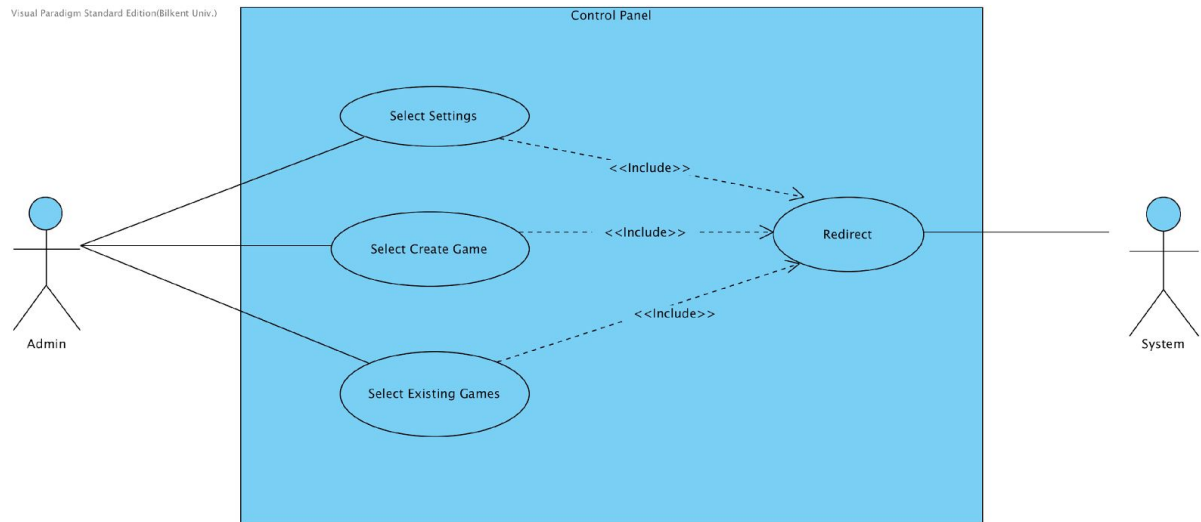 Visual Paradigm Standard Edition(Bilkent Univ.)
Control Panel
Select Settings
<<Include>>
Select Create Game
<<Include>>
Redirect
<<Include>>
Admin
System
Select Existing Games